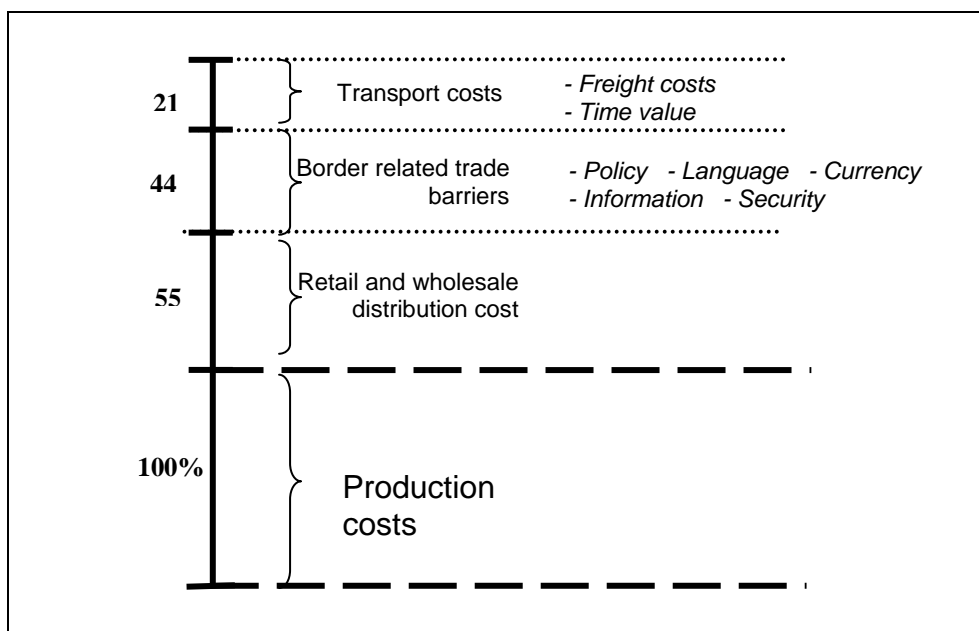 21
Transport costs
- Freight costs
- Time value
44
Border related trade
barriers
- Policy - Language - Currency
- Information - Security
55
Retail and wholesale
distribution cost
100%
Production
costs